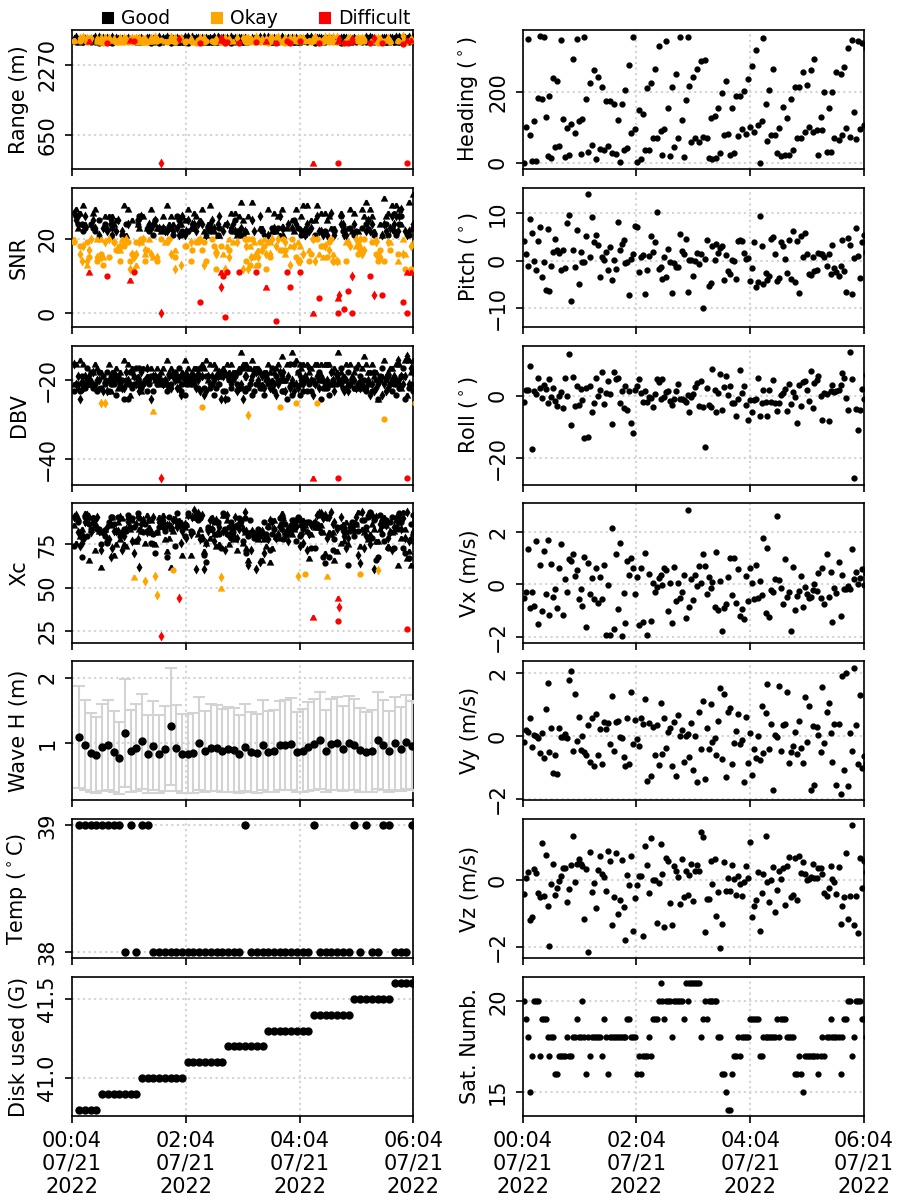 Good Okay Difficult
Range (m)
2270
650
SNR
20
0
DBV
−20
−40
Xc
75
50
25
Wave H (m)
2
1
Temp (°C)
39
38
Disk used (G)
41.5
41.0
00:04 02:04 04:04 06:04
07/21 07/21 07/21 07/21
2022 2022 2022 2022
Heading (°)
200
0
Pitch (°)
10
0
−10
Roll (°)
0
−20
Vx (m/s)
2
0
−2
Vy (m/s)
2
0
−2
Vz (m/s)
0
−2
Sat. Numb.
20
15
00:04 02:04 04:04 06:04
07/21 07/21 07/21 07/21
2022 2022 2022 2022